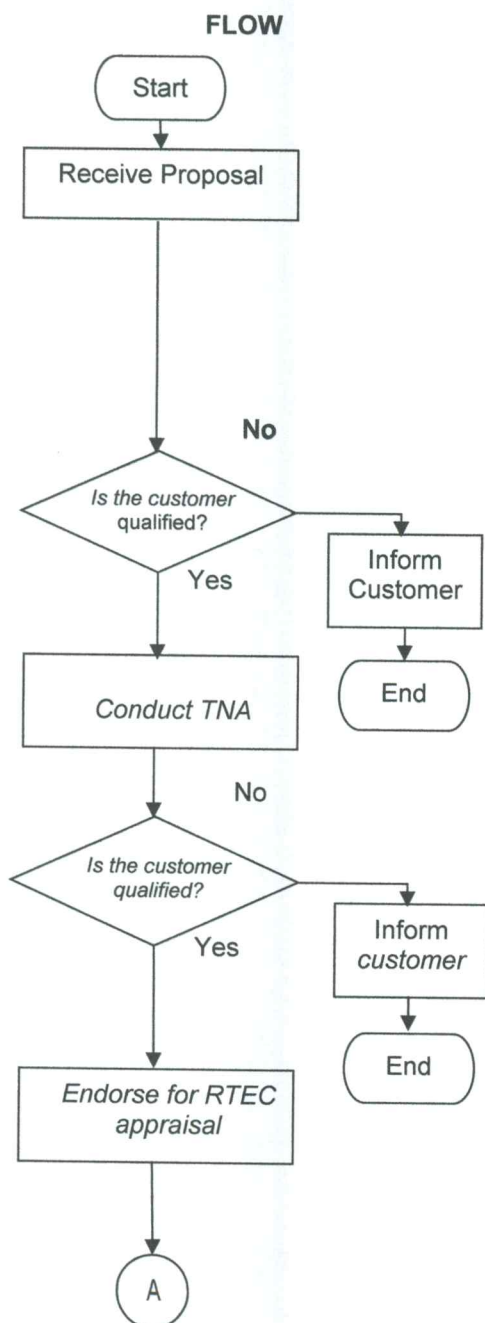 FLOW
Start
Receive Proposal
No
Is the customer
qualified?
Inform
Customer
Yes
End
Conduct TNA
No
Is the customer
qualified?
Inform
customer
Yes
End
Endorse for RTEC
appraisal
A